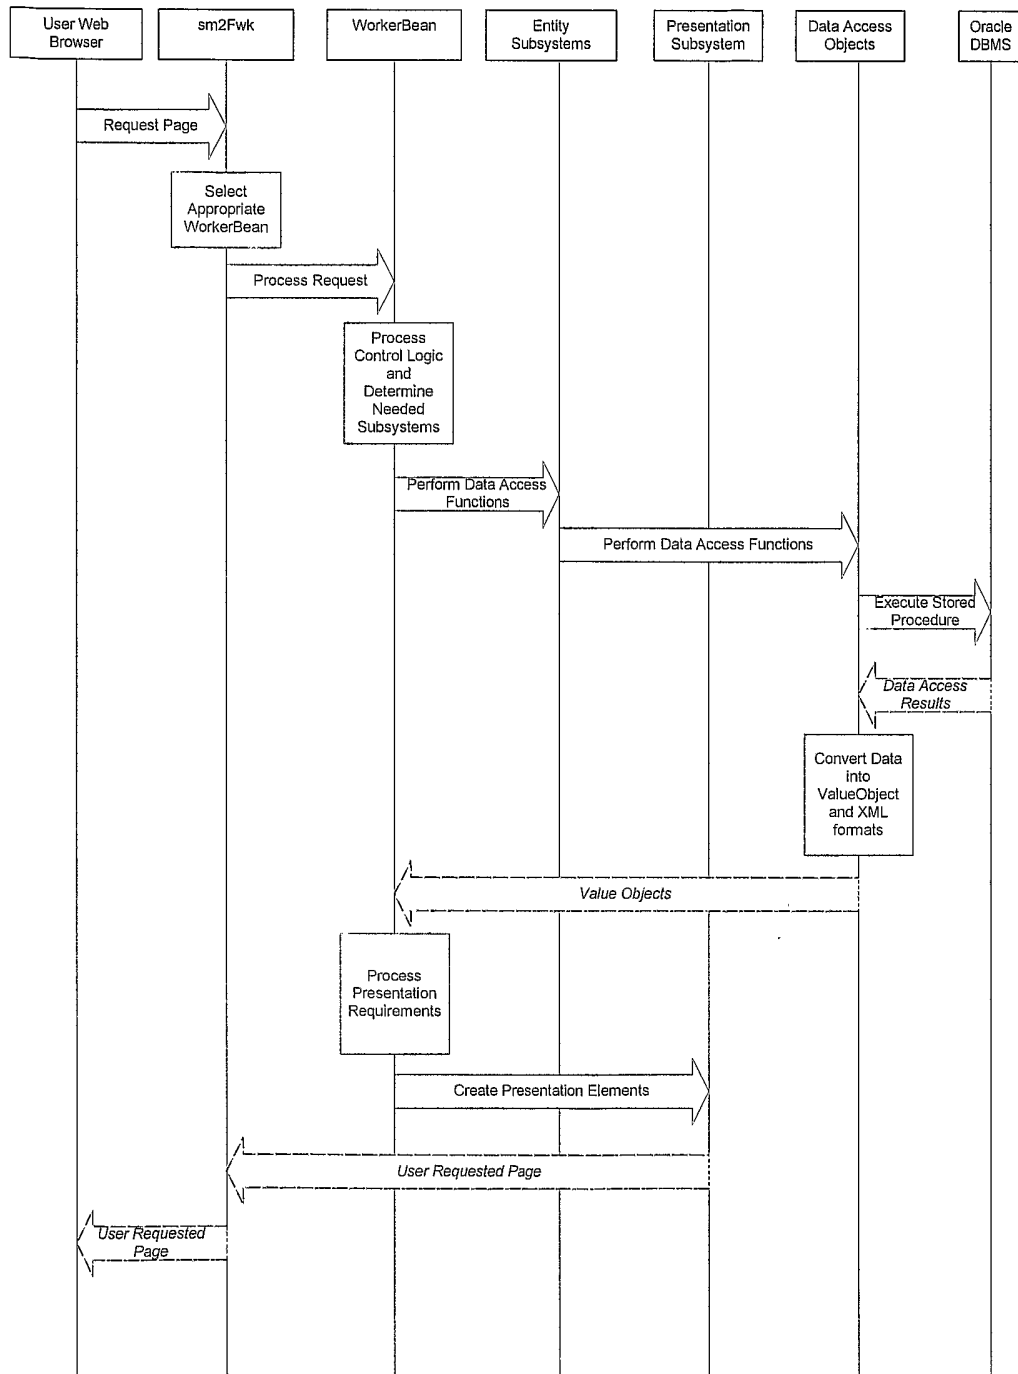 User Web
Browser
sm2Fwk
WorkerBean
Entity
Subsystems
Presentation
Subsystem
Data Access
Objects
Oracle
DBMS
Request Page
Select
Appropriate
WorkerBean
Process Request
Process
Control Logic
and
Determine
Needed
Subsystems
Perform Data Access
Functions
Perform Data Access Functions
Execute Stored
Procedure
Data Access
Results
Convert Data
into
ValueObject
and XML
formats
Value Objects
Process
Presentation
Requirements
Create Presentation Elements
User Requested Page
User Requested
Page